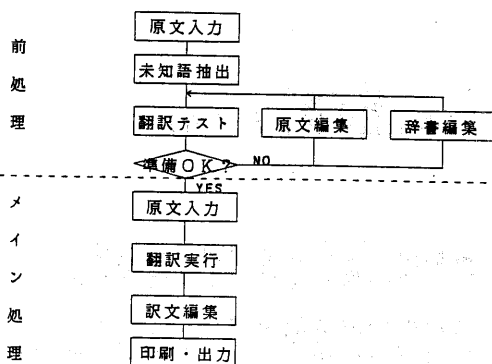 前処理
原文入力
未知語抽出
翻訳テスト
原文編集
辞書編集
準備OK?
NO
YES
メイン処理
原文入力
翻訳実行
訳文編集
印刷・出力